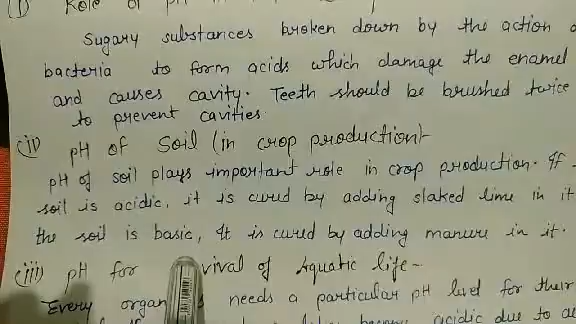 (i) Role of pH in
Sugary substances broken down by the action
bacteria to form acids which damage the enamel
and causes cavity. Teeth should be brushed twice
to prevent cavities.
(ii) pH of Soil (in crop production)-
pH of soil plays important role in crop production. If
soil is acidic, it is cured by adding slaked lime in it
the soil is basic, It is cured by adding manure in it.
(iii) pH for vival of Aquatic life-
Every organ s needs a particular pH level for their
acidic due to